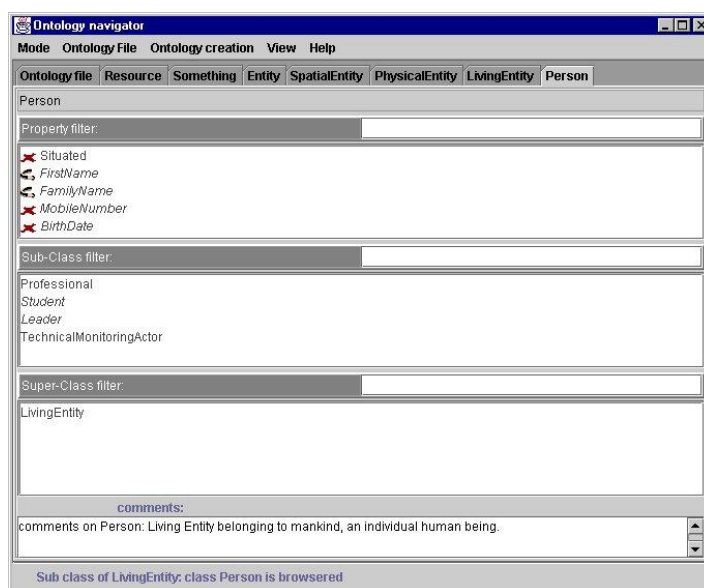 Ontology navigator
Mode Ontology File Ontology creation View Help
Ontology file Resource Something Entity SpatialEntity PhysicalEntity LivingEntity Person
Person
Property filter:
Situated
FirstName
FamilyName
MobileNumber
BirthDate
Sub-Class filter:
Professional
Student
Leader
TechnicalMonitoringActor
Super-Class filter:
LivingEntity
comments:
comments on Person: Living Entity belonging to mankind, an individual human being.
Sub class of LivingEntity: class Person is browsered